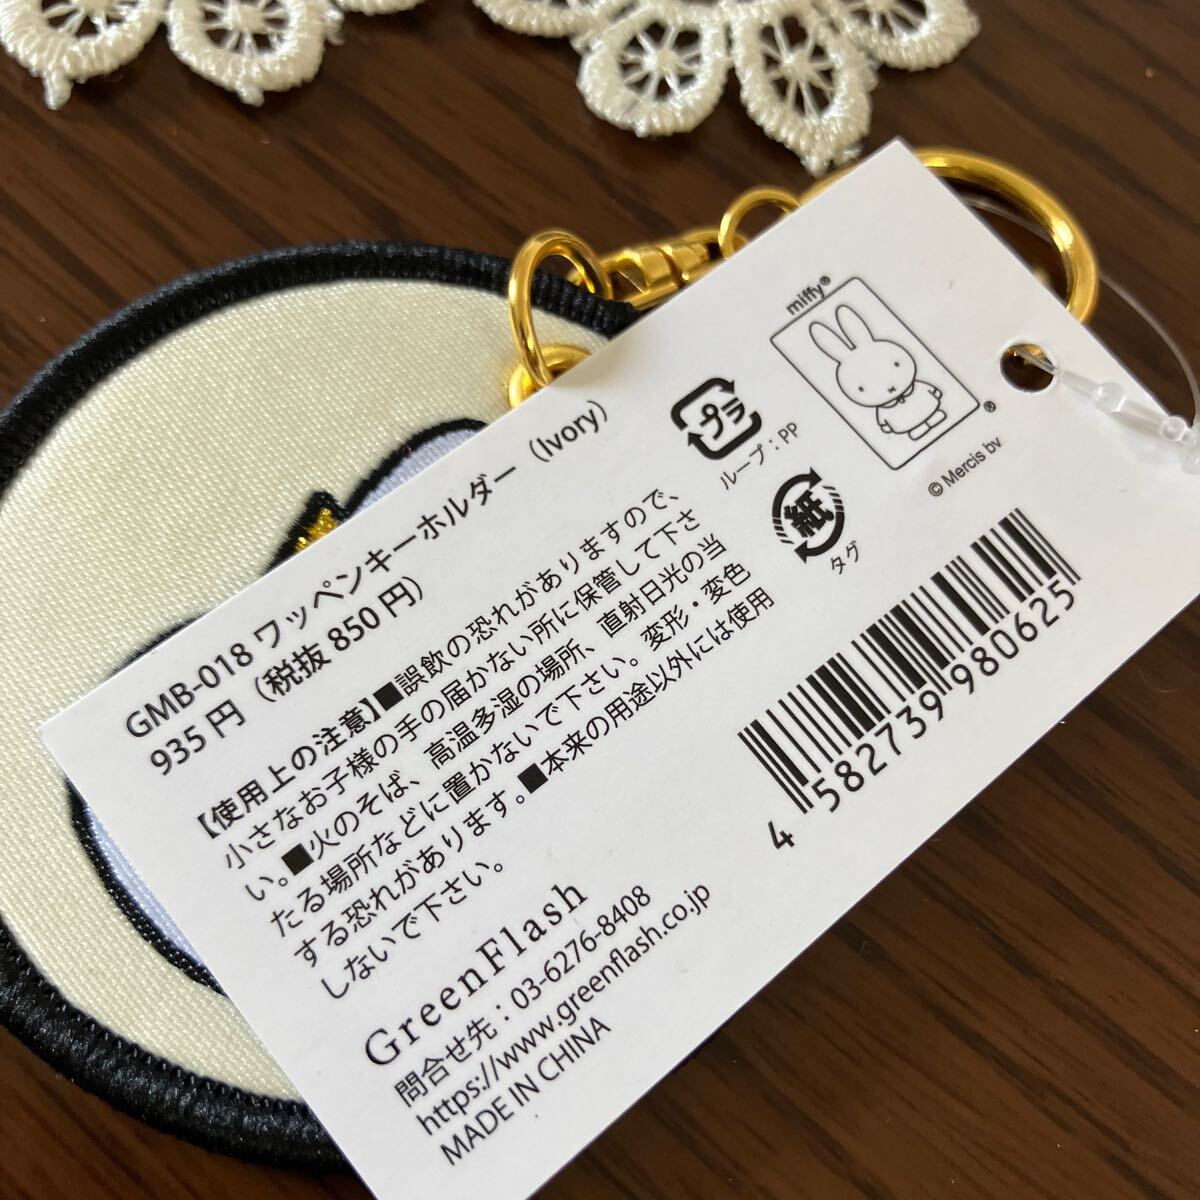 GMB-018 ワッペンキーホルダー（Ivory）
935 円（税抜 850 円）
【使用上の注意】■誤飲の恐れがありますので、
小さなお子様の手の届かない所に保管して下さ
い。■火のそば、高温多湿の場所、直射日光の当
たる場所などに置かないで下さい。変形・変色
する恐れがあります。■本来の用途以外には使用
しないで下さい。
GreenFlash
問合せ先：03-6276-8408
https://www.greenflash.co.jp
MADE IN CHINA
プラ
ループ：PP
紙
タグ
miffy®
®
© Mercis bv
4 582739 980625